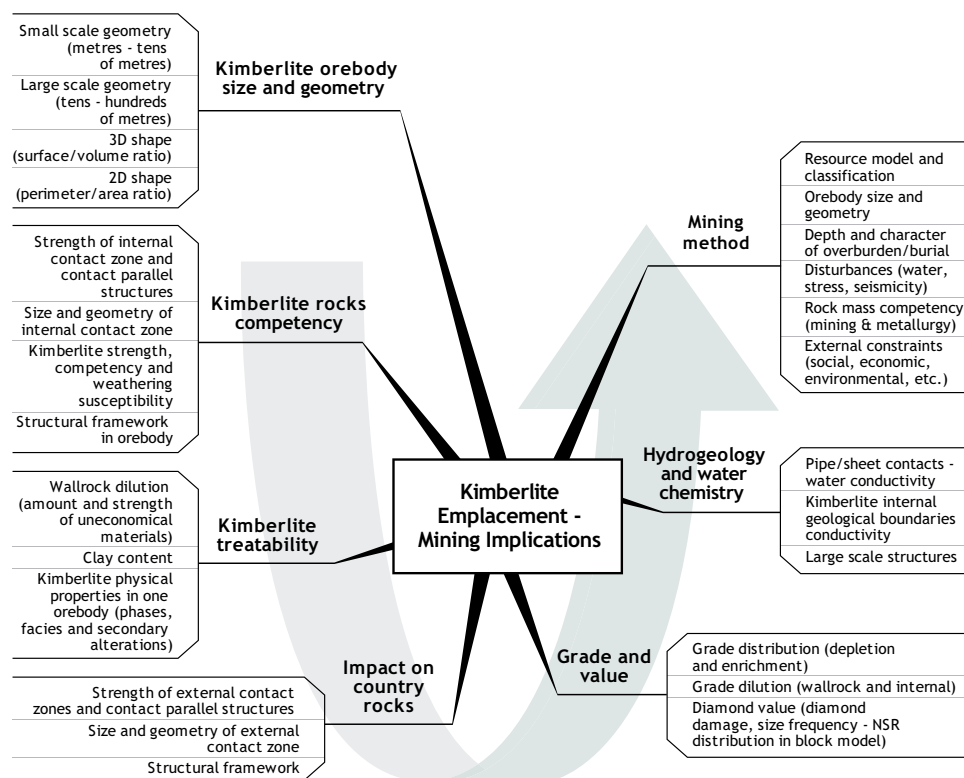 Small scale geometry
(metres - tens
of metres)
Large scale geometry
(tens - hundreds
of metres)
3D shape
(surface/volume ratio)
2D shape
(perimeter/area ratio)
Kimberlite orebody
size and geometry
Strength of internal
contact zone and
contact parallel
structures
Size and geometry
of internal contact zone
Kimberlite strength,
competency and
weathering
susceptibility
Structural framework
in orebody
Kimberlite rocks
competency
Wallrock dilution
(amount and strength
of uneconomical
materials)
Clay content
Kimberlite physical
properties in one
orebody (phases,
facies and secondary
alterations)
Kimberlite
treatability
Strength of external contact
zones and contact parallel structures
Size and geometry of external
contact zone
Structural framework
Impact on
country
rocks
Kimberlite
Emplacement -
Mining Implications
Mining
method
Resource model and
classification
Orebody size and
geometry
Depth and character
of overburden/burial
Disturbances (water,
stress, seismicity)
Rock mass competency
(mining & metallurgy)
External constraints
(social, economic,
environmental, etc.)
Hydrogeology
and water
chemistry
Pipe/sheet contacts -
water conductivity
Kimberlite internal
geological boundaries
conductivity
Large scale structures
Grade and
value
Grade distribution (depletion
and enrichment)
Grade dilution (wallrock and internal)
Diamond value (diamond
damage, size frequency - NSR
distribution in block model)